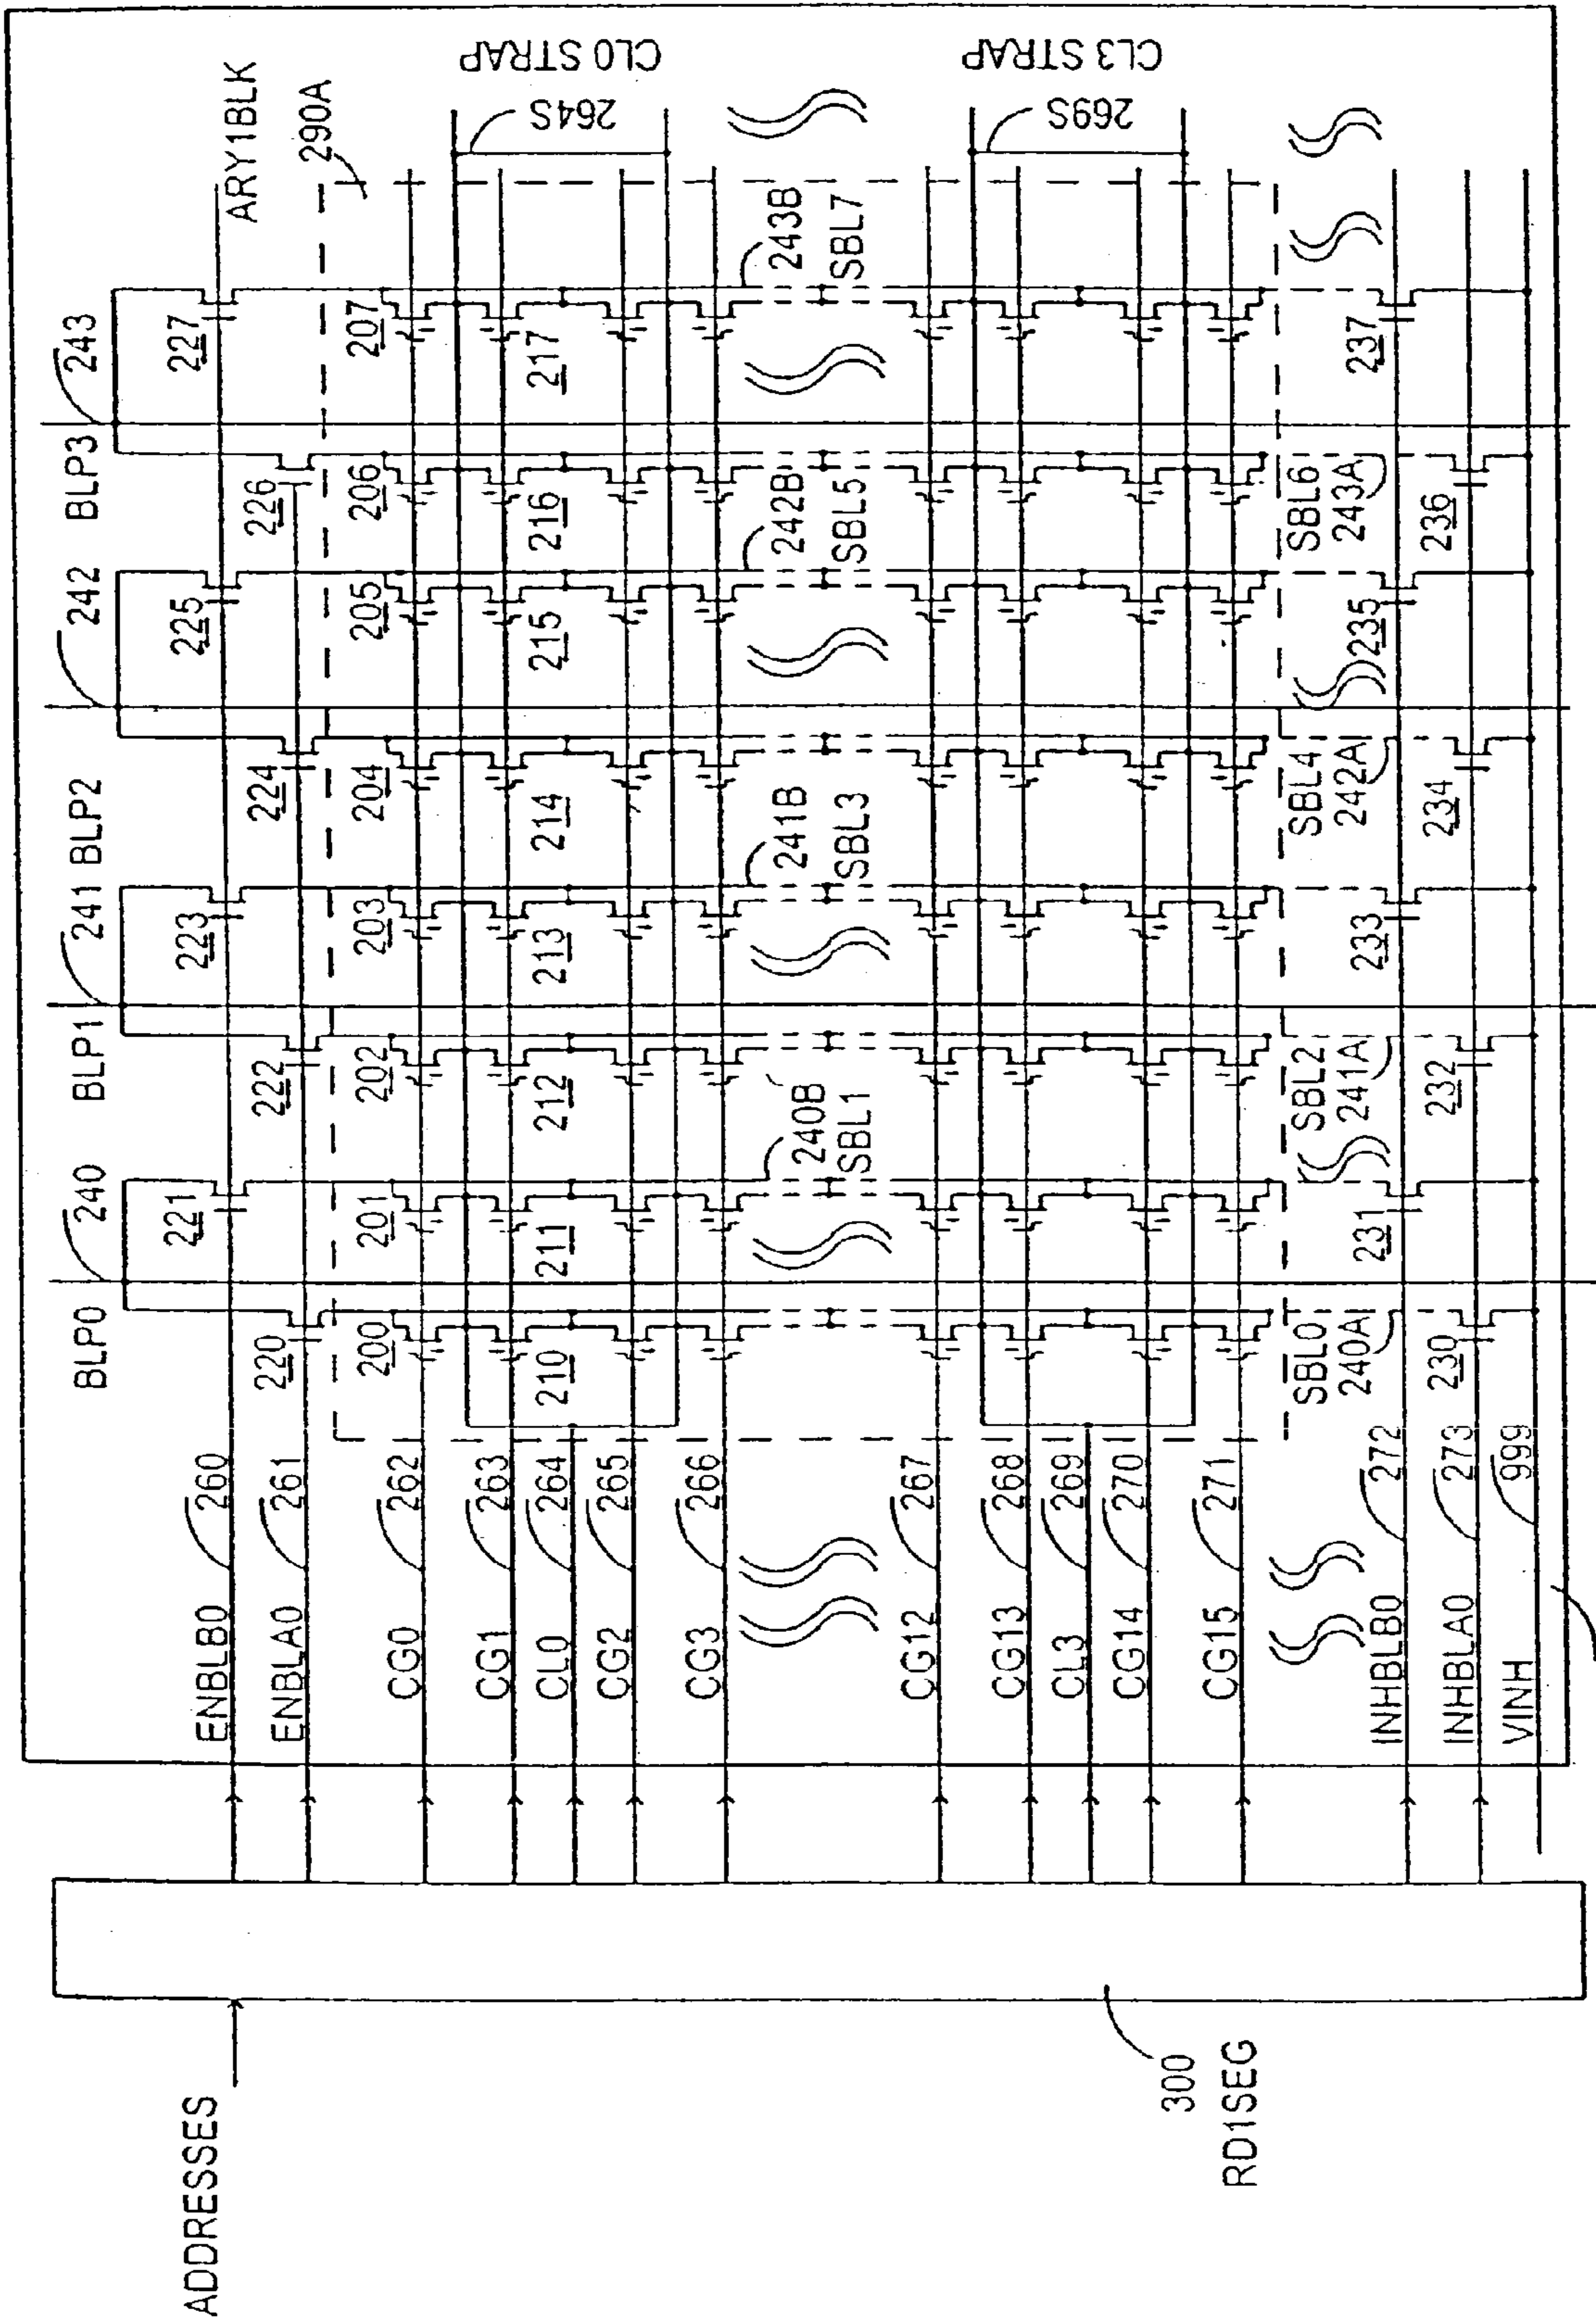 ADDRESSES
300
RD1SEG
ENBLB0 260
ENBLA0 261
CG0 262
CG1 263
CL0 264
CG2 265
CG3 266
CG12 267
CG13 268
CL3 269
CG14 270
CG15 271
INHBLB0 272
INHBLA0 273
VINH 999
BLP0 240
BLP1 241
BLP2 242
BLP3 243
220 221 222 223 224 225 226 227
ARY1BLK
290A
200 201 202 203 204 205 206 207
210 211 212 213 214 215 216 217
264S
CL0 STRAP
240B
SBL1
241B
SBL3
242B
SBL5
243B
SBL7
269S
CL3 STRAP
SBL0
240A
SBL2
241A
SBL4
242A
SBL6
243A
231 233 235 237
230 232 234 236